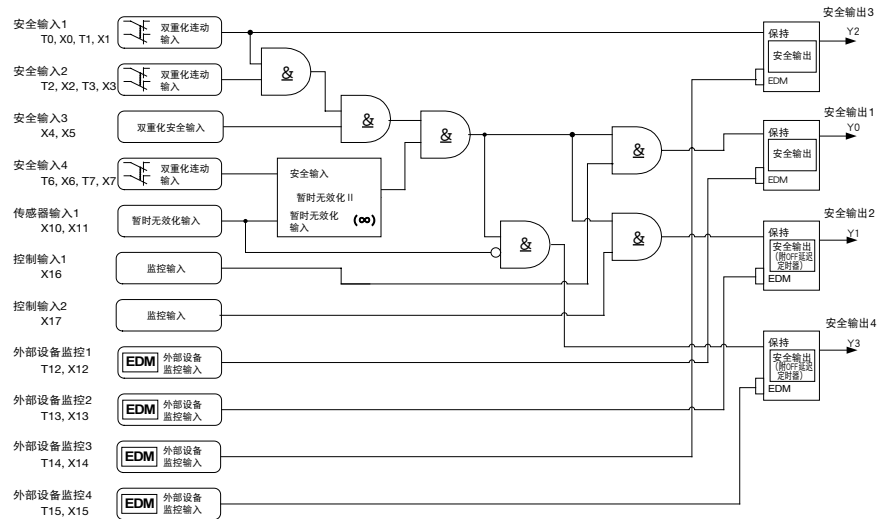 安全输入1
T0, X0, T1, X1
双重化连动
输入
安全输入2
T2, X2, T3, X3
双重化连动
输入
安全输入3
X4, X5
双重化安全输入
安全输入4
T6, X6, T7, X7
双重化连动
输入
传感器输入1
X10, X11
暂时无效化输入
控制输入1
X16
监控输入
控制输入2
X17
监控输入
外部设备监控1
T12, X12
EDM 外部设备
监控输入
外部设备监控2
T13, X13
EDM 外部设备
监控输入
外部设备监控3
T14, X14
EDM 外部设备
监控输入
外部设备监控4
T15, X15
EDM 外部设备
监控输入
&
&
&
安全输入
暂时无效化 II
暂时无效化
输入
(∞)
&
&
&
安全输出3
保持
Y2
安全输出
EDM
安全输出1
保持
Y0
安全输出
EDM
安全输出2
保持
Y1
安全输出
(附OFF延迟
定时器)
EDM
安全输出4
保持
Y3
安全输出
(附OFF延迟
定时器)
EDM